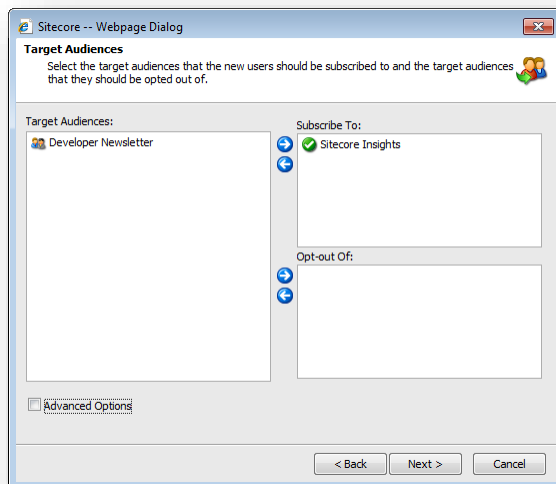 Sitecore -- Webpage Dialog
Target Audiences
Select the target audiences that the new users should be subscribed to and the target audiences
that they should be opted out of.
Target Audiences:
Developer Newsletter
Subscribe To:
Sitecore Insights
Opt-out Of:
Advanced Options
< Back
Next >
Cancel